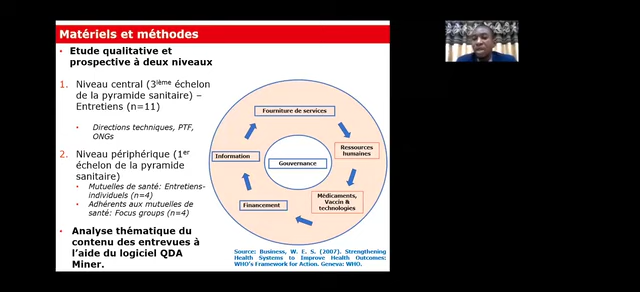 Matériels et méthodes
• Etude qualitative et
prospective à deux niveaux
1. Niveau central (3ième échelon
de la pyramide sanitaire) –
Entretiens (n=11)
• Directions techniques, PTF,
ONGs
2. Niveau périphérique (1er
échelon de la pyramide
sanitaire)
• Mutuelles de santé: Entretiens-
individuels (n=4)
• Adhérents aux mutuelles de
santé: Focus groups (n=4)
• Analyse thématique du
contenu des entrevues à
l'aide du logiciel QDA
Miner.
Fourniture de services
Ressources
humaines
Médicaments,
Vaccin &
technologies
Financement
Information
Gouvernance
Source: Business, W. E. S. (2007). Strengthening
Health Systems to Improve Health Outcomes:
WHO's Framework for Action. Geneva: WHO.